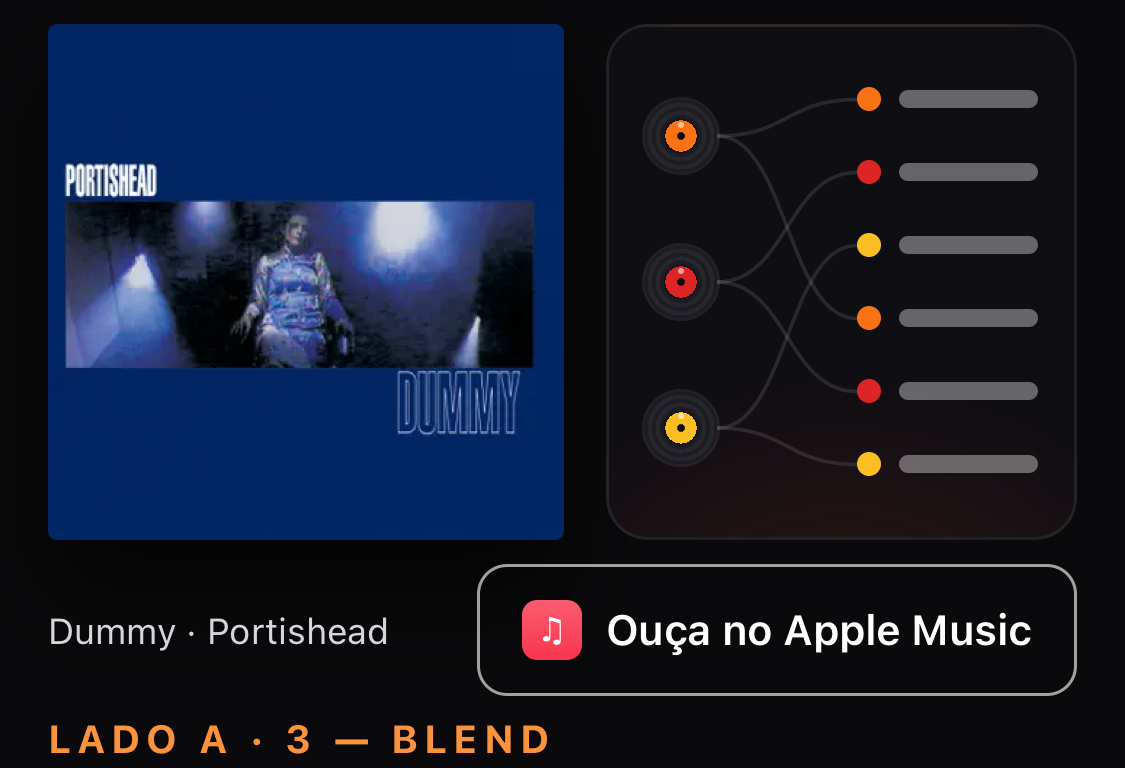 PORTISHEAD
DUMMY
Dummy · Portishead
Ouça no Apple Music
LADO A · 3 — BLEND